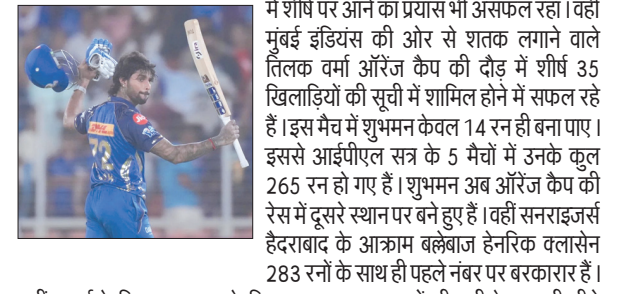 में शीर्ष पर आने का प्रयास भी असफल रहा। वहीं
मुंबई इंडियंस की ओर से शतक लगाने वाले
तिलक वर्मा ऑरेंज कैप की दौड़ में शीर्ष 35
खिलाड़ियों की सूची में शामिल होने में सफल रहे
हैं। इस मैच में शुभमन केवल 14 रन ही बना पाए।
इससे आईपीएल सत्र के 5 मैचों में उनके कुल
265 रन हो गए हैं। शुभमन अब ऑरेंज कैप की
रेस में दूसरे स्थान पर बने हुए हैं। वहीं सनराइजर्स
हैदराबाद के आक्राम बल्लेबाज हेनरिक क्लासेन
283 रनों के साथ ही पहले नंबर पर बरकारार हैं।
72